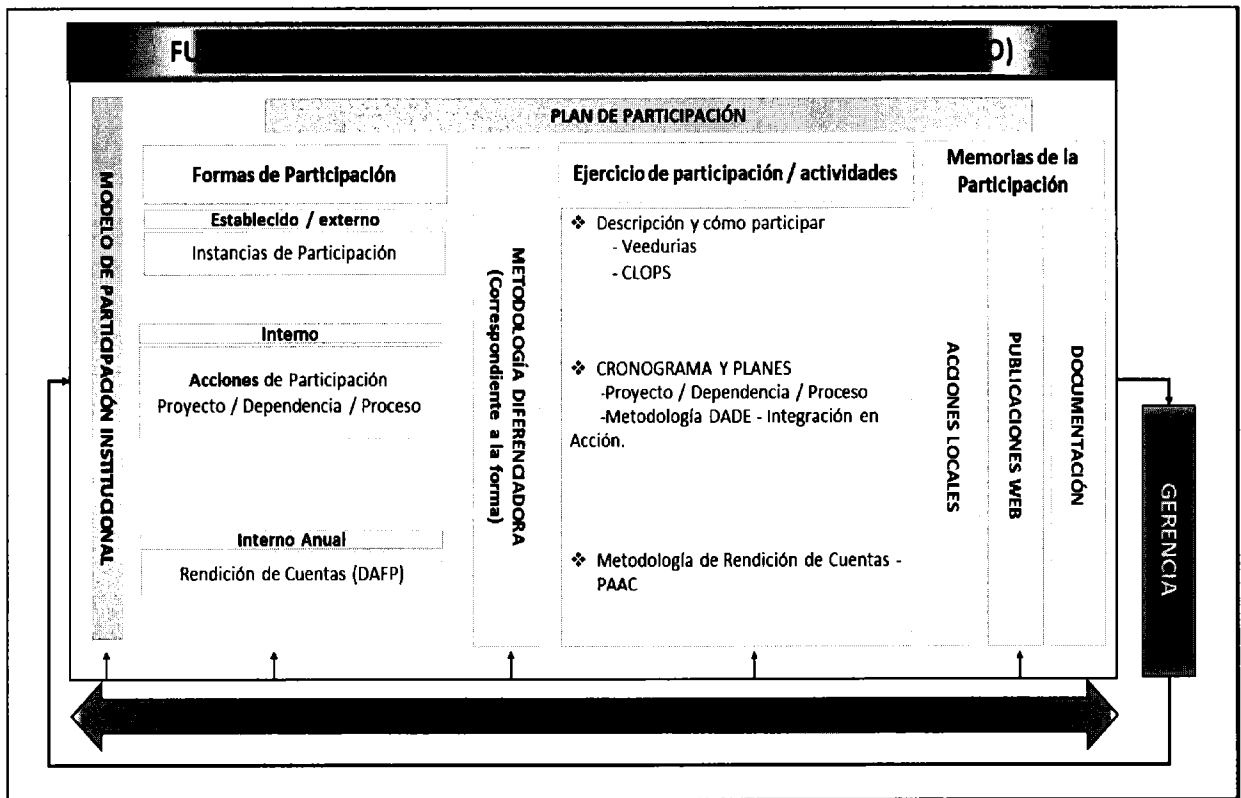 PLAN DE PARTICIPACIÓN
MODELO DE PARTICIPACIÓN INSTITUCIONAL
Formas de Participación
Establecido / externo
Instancias de Participación
Interno
Acciones de Participación
Proyecto / Dependencia / Proceso
Interno Anual
Rendición de Cuentas (DAFP)
METODOLOGÍA DIFERENCIADORA
(Correspondiente a la forma)
Ejercicio de participación / actividades
❖ Descripción y cómo participar
- Veedurias
- CLOPS
❖ CRONOGRAMA Y PLANES
-Proyecto / Dependencia / Proceso
-Metodología DADE - Integración en
Acción.
❖ Metodología de Rendición de Cuentas -
PAAC
Memorias de la
Participación
ACCIONES LOCALES
PUBLICACIONES WEB
DOCUMENTACIÓN
GERENCIA